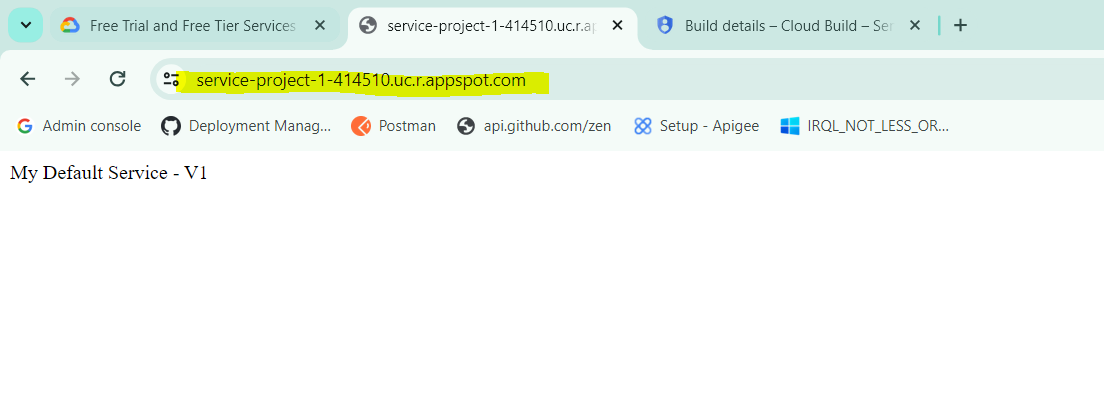 Free Trial and Free Tier Services
service-project-1-414510.uc.r.ap
Build details – Cloud Build – Ser
service-project-1-414510.uc.r.appspot.com
Admin console
Deployment Manag...
Postman
api.github.com/zen
Setup - Apigee
IRQL_NOT_LESS_OR...
My Default Service - V1